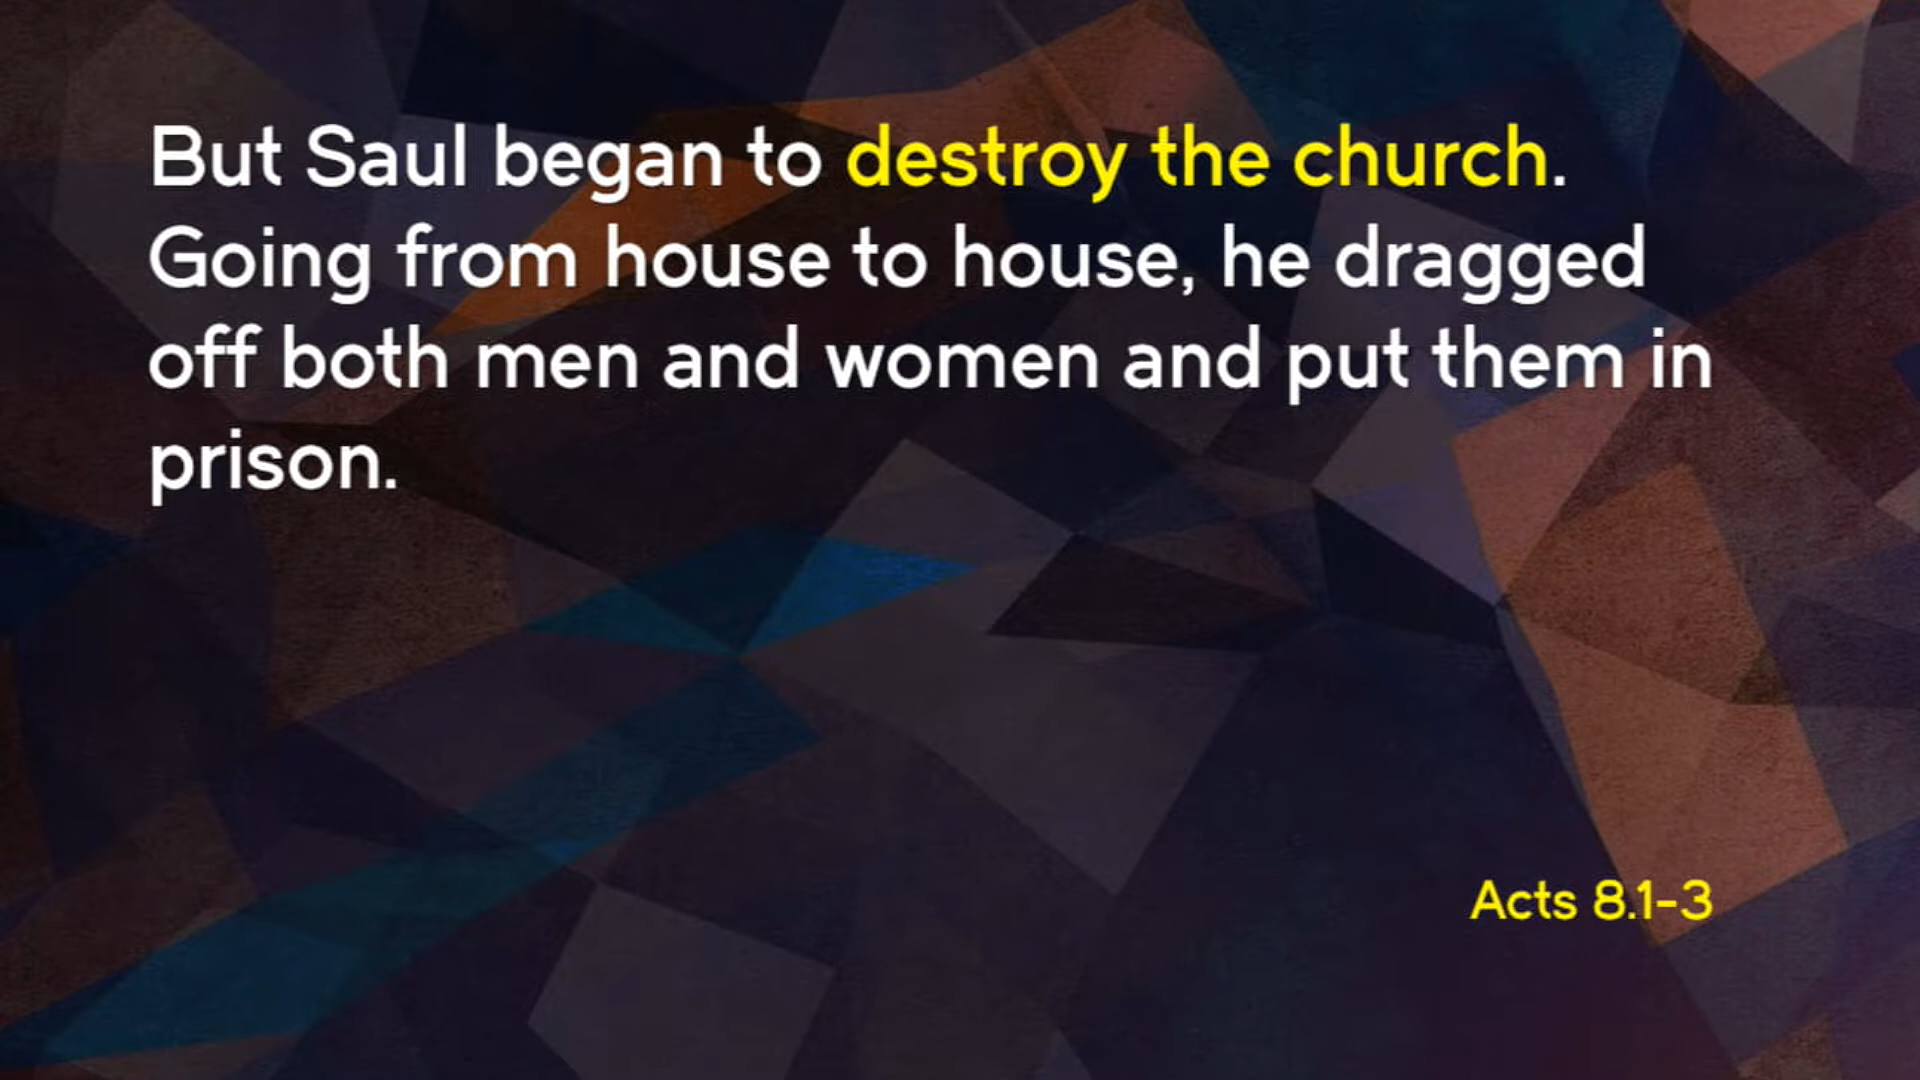 But Saul began to destroy the church.
Going from house to house, he dragged
off both men and women and put them in
prison.
Acts 8.1-3